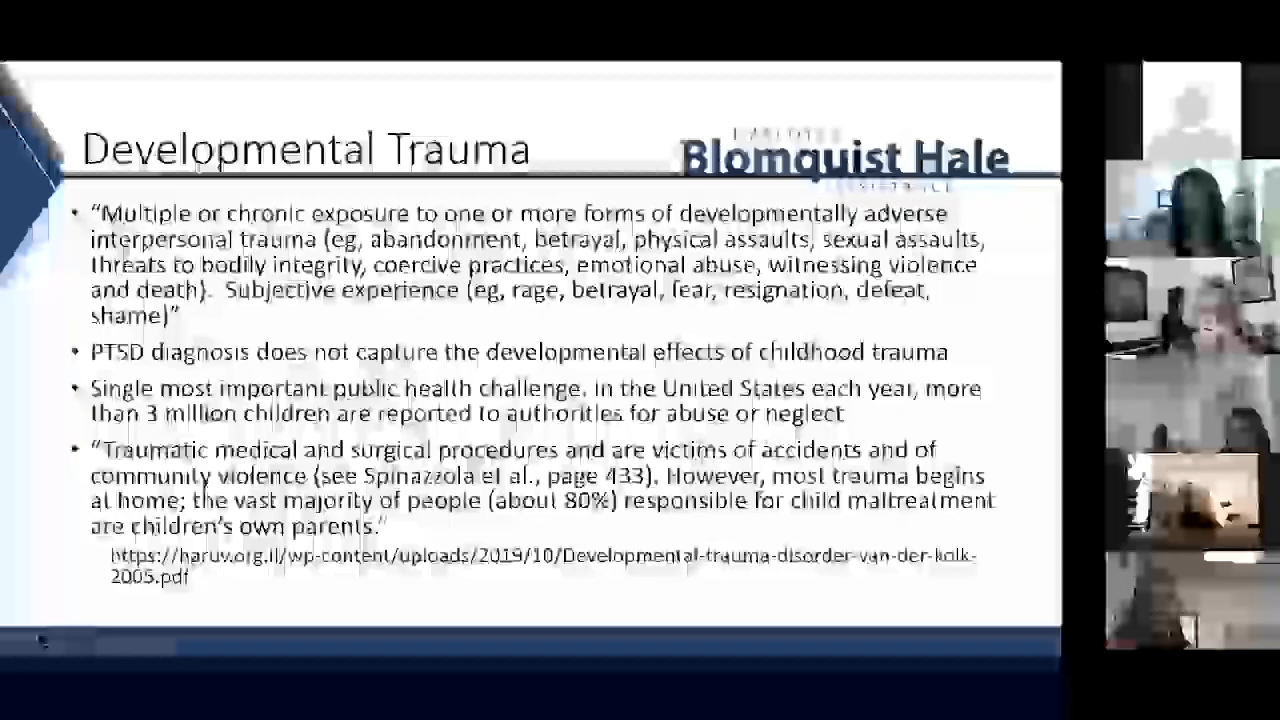 Developmental Trauma
Blomquist Hale
• “Multiple or chronic exposure to one or more forms of developmentally adverse
interpersonal trauma (eg, abandonment, betrayal, physical assaults, sexual assaults,
threats to bodily integrity, coercive practices, emotional abuse, witnessing violence
and death).  Subjective experience (eg, rage, betrayal, fear, resignation, defeat,
shame)”
• PTSD diagnosis does not capture the developmental effects of childhood trauma
• Single most important public health challenge. In the United States each year, more
than 3 million children are reported to authorities for abuse or neglect
• “Traumatic medical and surgical procedures and are victims of accidents and of
community violence (see Spinazzola et al., page 433). However, most trauma begins
at home; the vast majority of people (about 80%) responsible for child maltreatment
are children’s own parents.”
https://haruv.org.il/wp-content/uploads/2019/10/Developmental-trauma-disorder-van-der-kolk-
2005.pdf